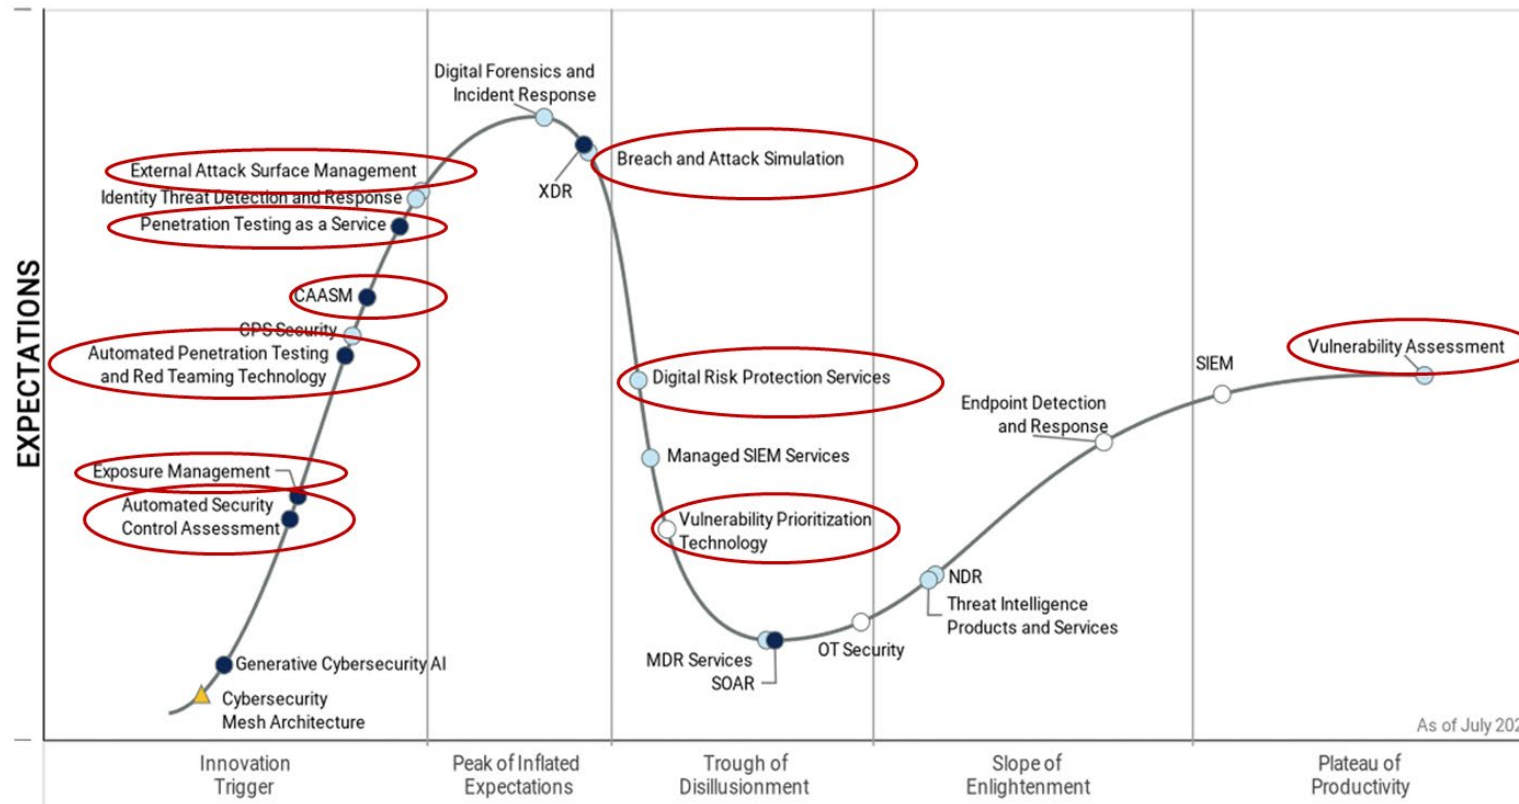 Digital Forensics and
Incident Response
External Attack Surface Management
Breach and Attack Simulation
XDR
Identity Threat Detection and Response
Penetration Testing as a Service
CAASM
CPS Security
Automated Penetration Testing
and Red Teaming Technology
Exposure Management
Automated Security
Control Assessment
Generative Cybersecurity AI
Cybersecurity
Mesh Architecture
EXPECTATIONS
Digital Risk Protection Services
Managed SIEM Services
Vulnerability Prioritization
Technology
MDR Services
SOAR
OT Security
NDR
Threat Intelligence
Products and Services
Endpoint Detection
and Response
SIEM
Vulnerability Assessment
As of July 202
Innovation
Trigger
Peak of Inflated
Expectations
Trough of
Disillusionment
Slope of
Enlightenment
Plateau of
Productivity